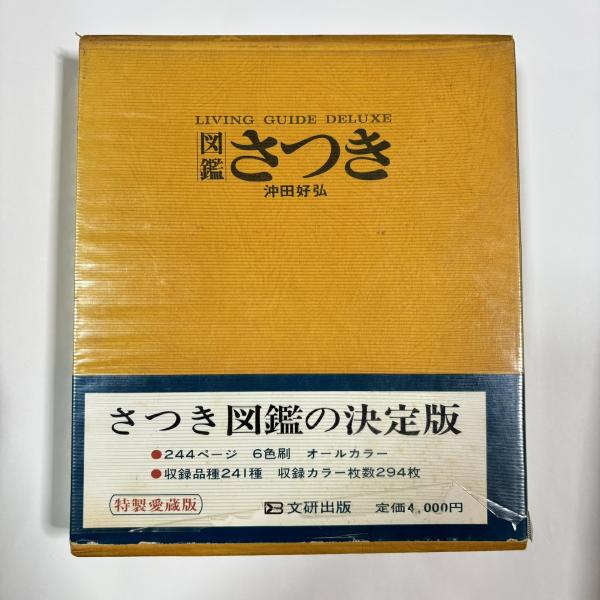 LIVING GUIDE DELUXE
図鑑 さつき
沖田好弘
さつき図鑑の決定版
●244ページ 6色刷 オールカラー
●収録品種241種 収録カラー枚数294枚
特製愛蔵版 文研出版 定価4,000円